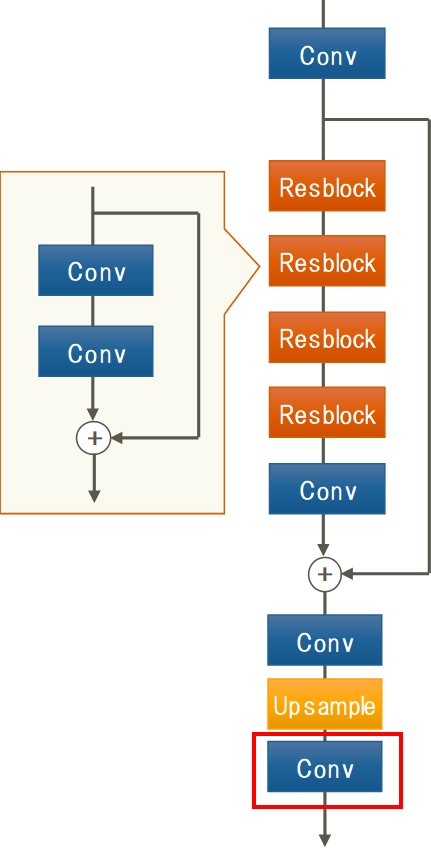 Conv
Resblock
Resblock
Resblock
Resblock
Conv
+
Conv
Upsample
Conv
Conv
Conv
+